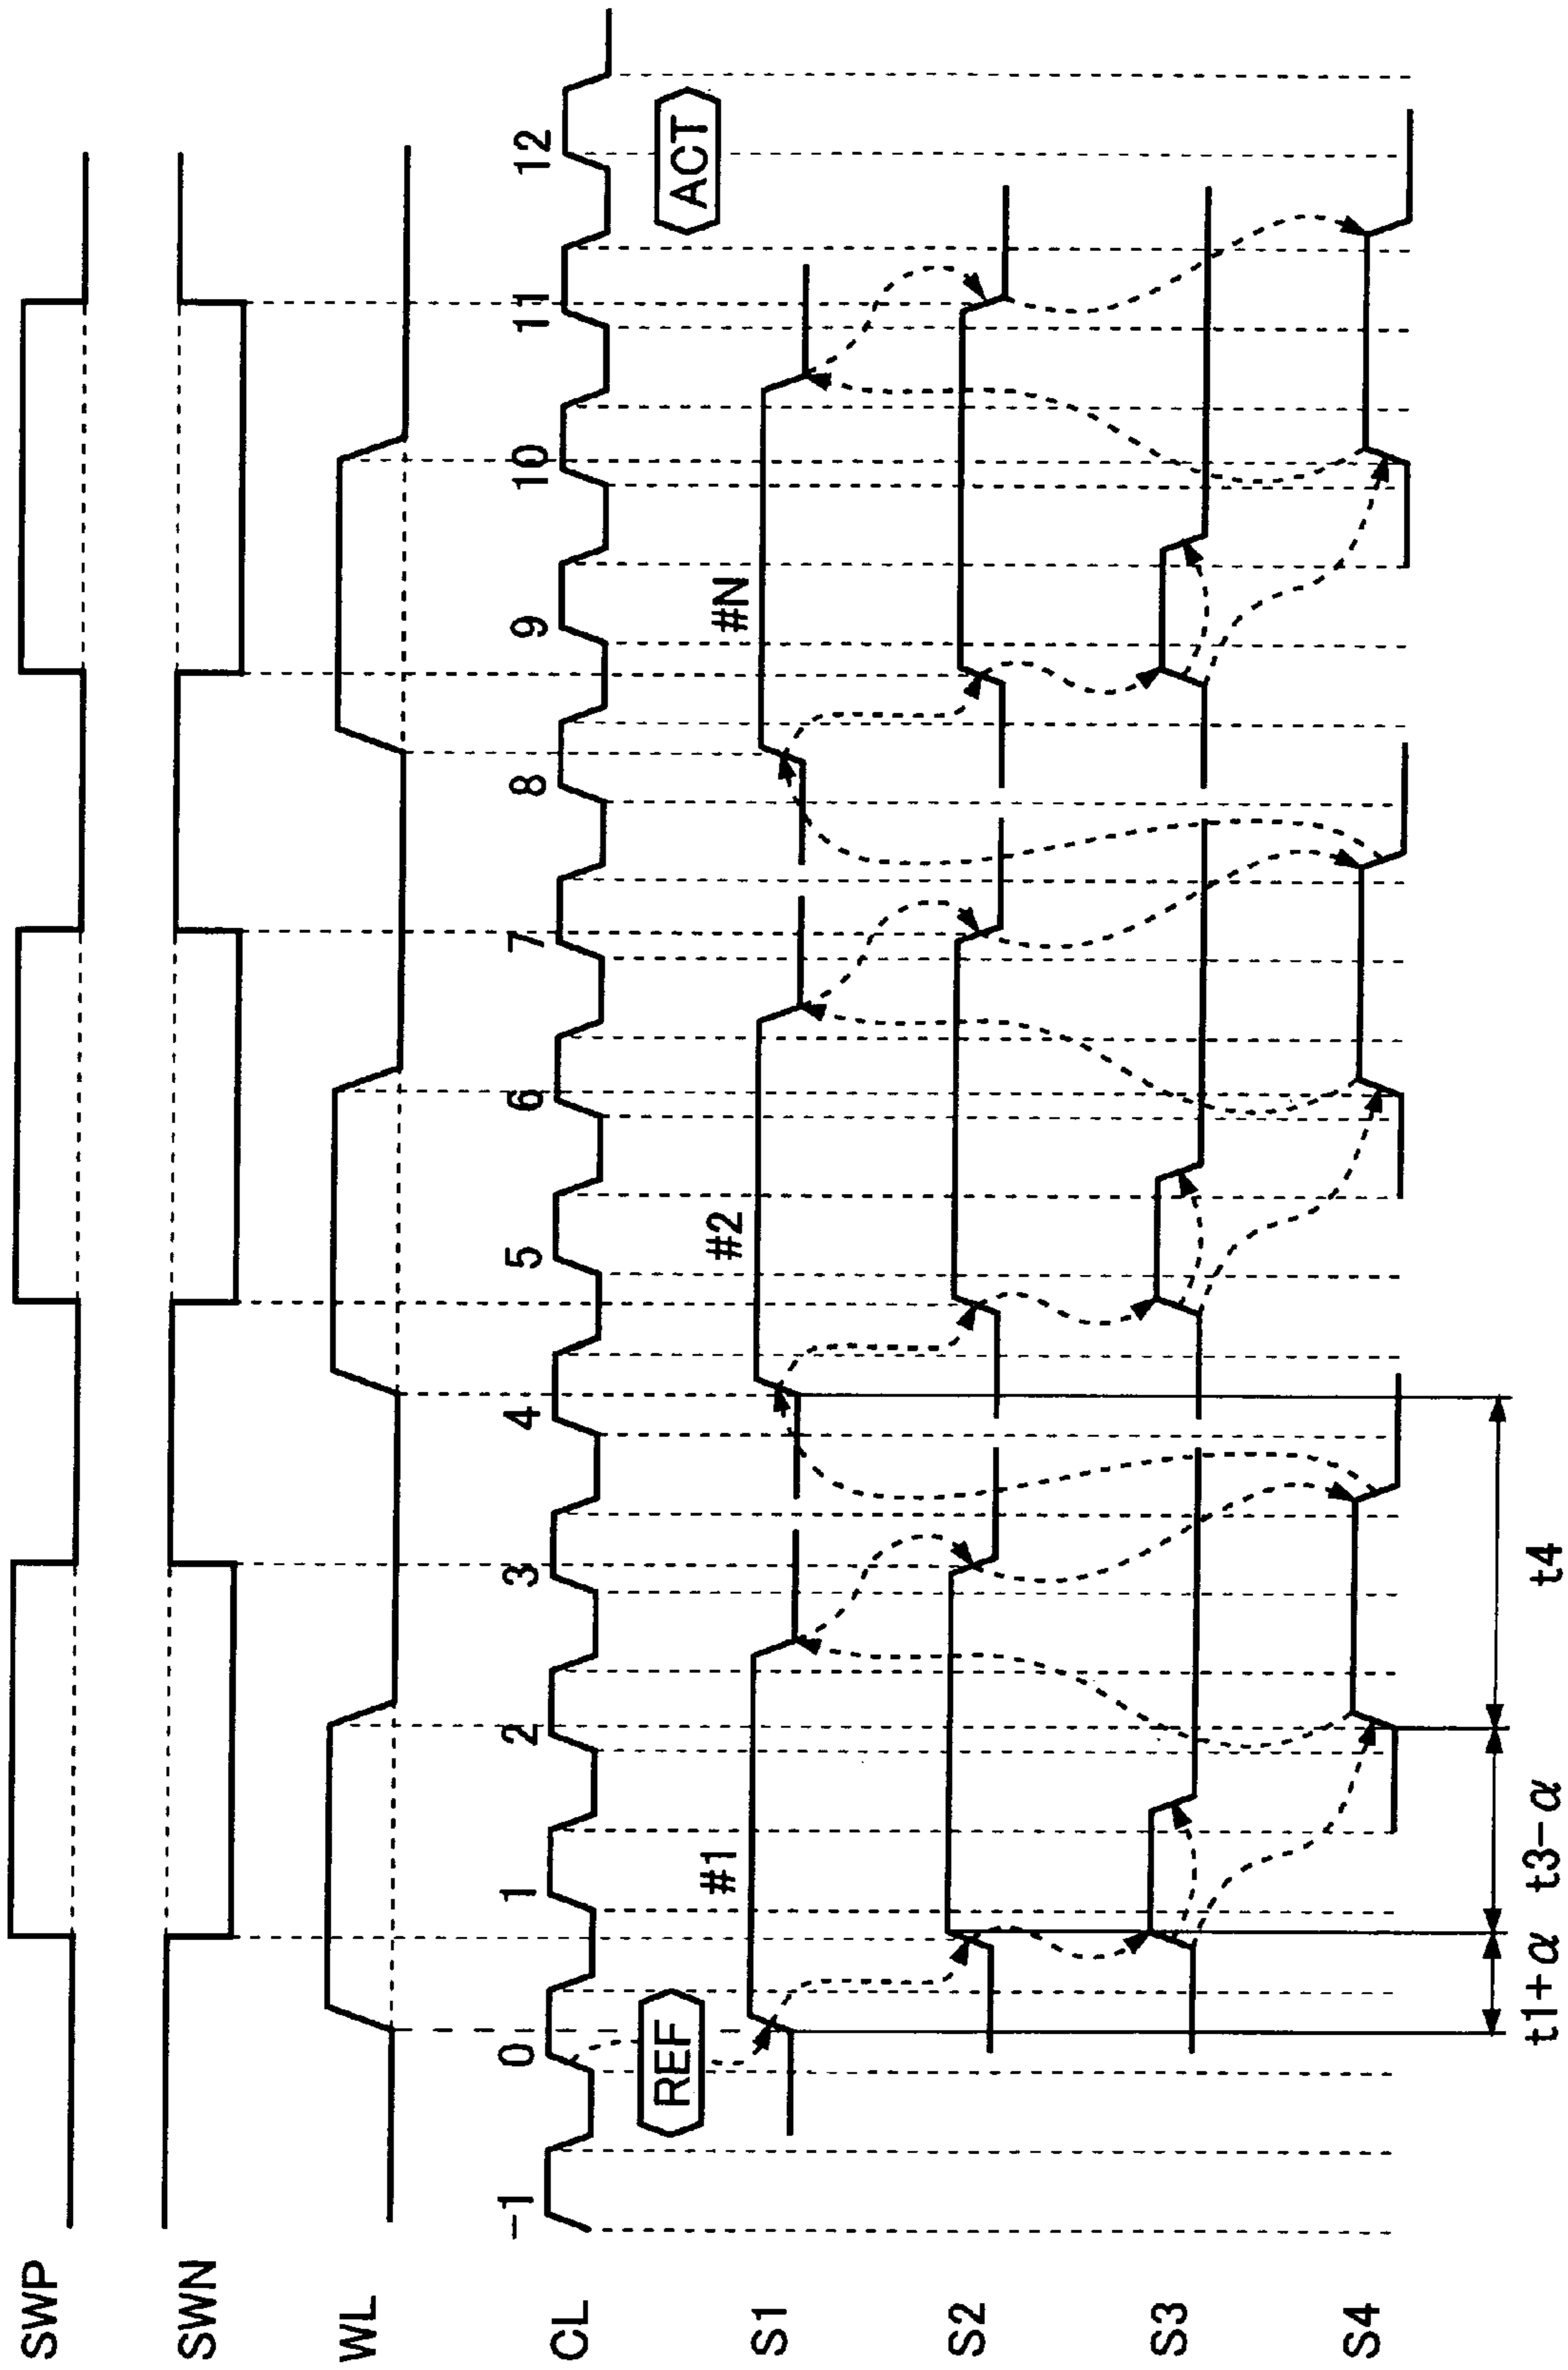 SWP
SWN
WL
CL
-1 0 1 2 3 4 5 6 7 8 9 10 11 12
REF
ACT
S1
#1 #2 #N
S2
S3
S4
t1+α t3-α t4